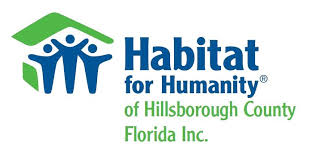 Habitat
for Humanity®
of Hillsborough County
Florida Inc.